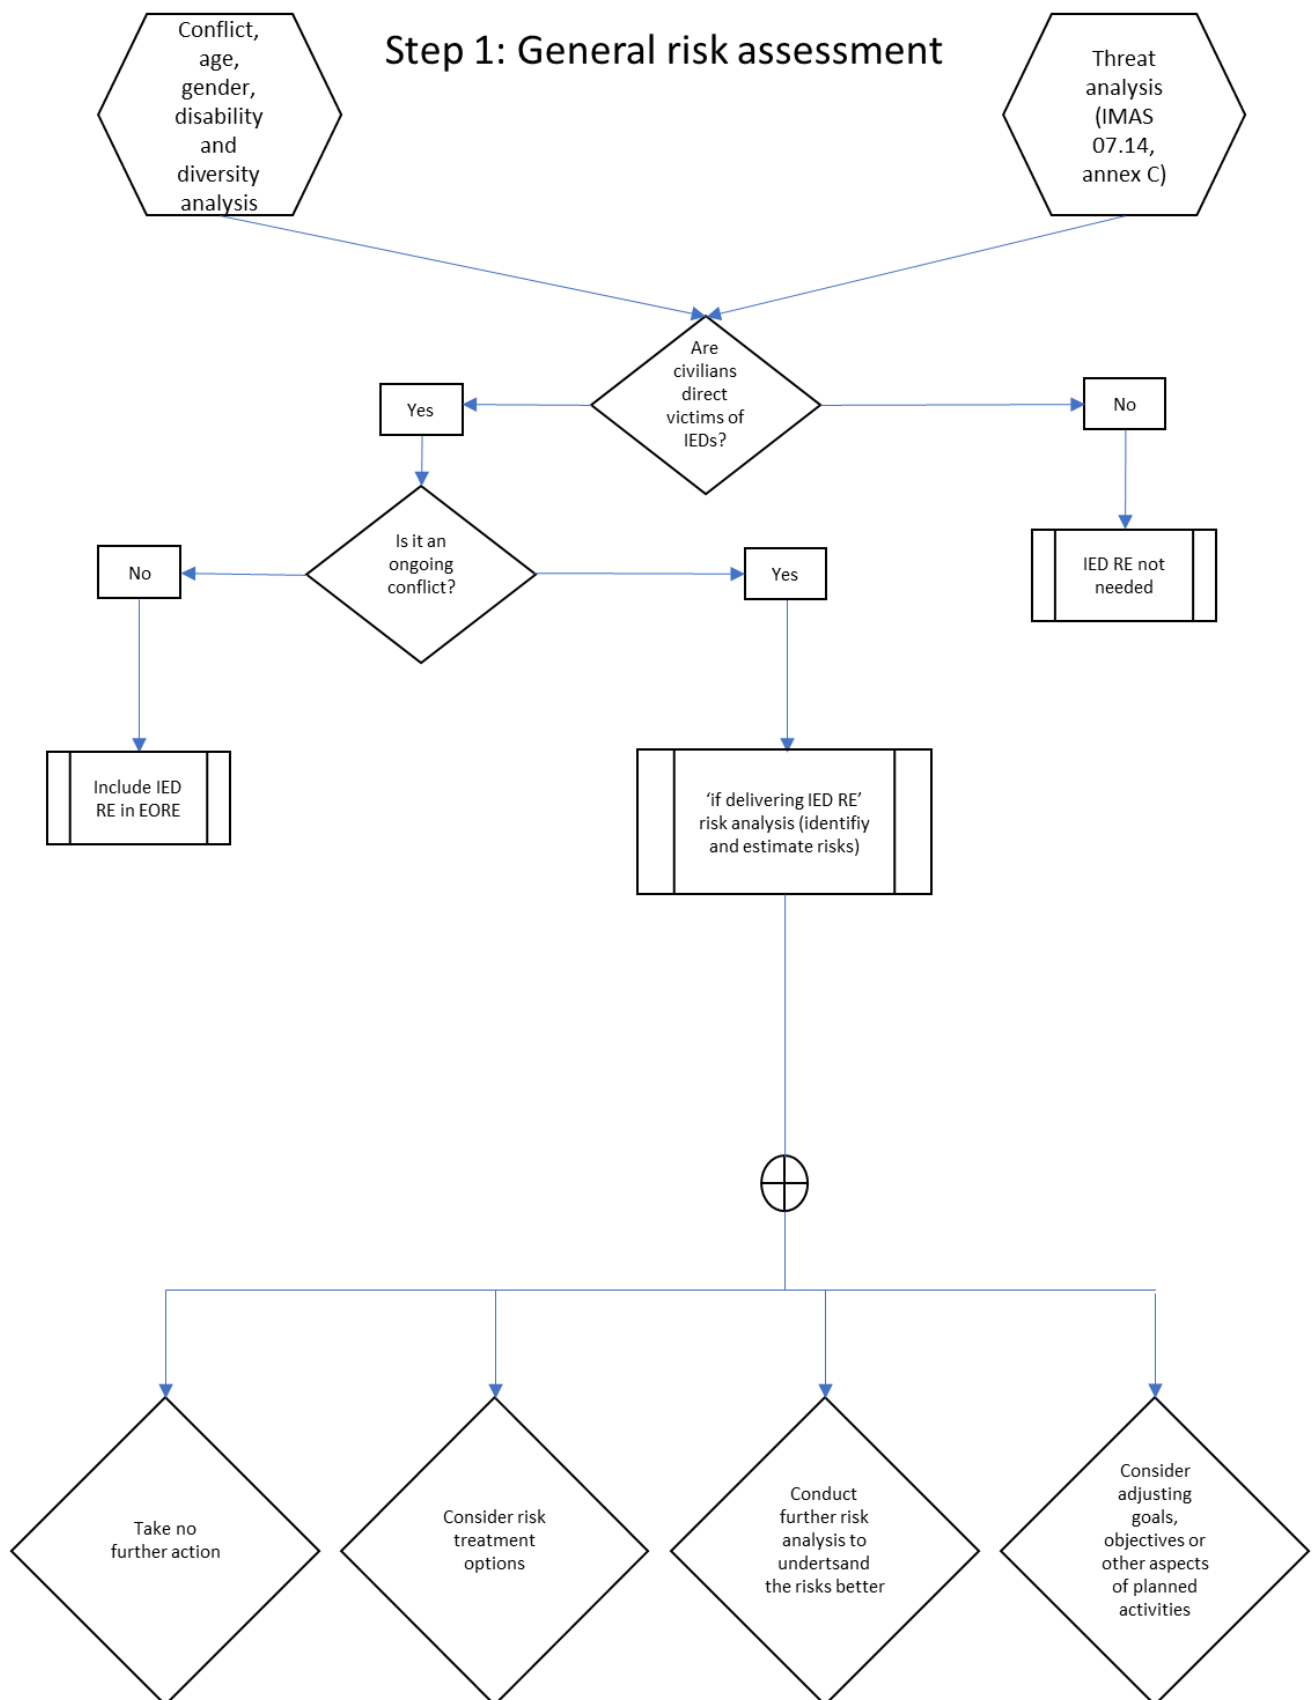 Step 1: General risk assessment
Conflict,
age,
gender,
disability
and
diversity
analysis
Threat
analysis
(IMAS
07.14,
annex C)
Are
civilians
direct
victims of
IEDs?
Yes
No
Is it an
ongoing
conflict?
No
Yes
IED RE not
needed
Include IED
RE in EORE
‘if delivering IED RE’
risk analysis (identifiy
and estimate risks)
Take no
further action
Consider risk
treatment
options
Conduct
further risk
analysis to
undertsand
the risks better
Consider
adjusting
goals,
objectives or
other aspects
of planned
activities